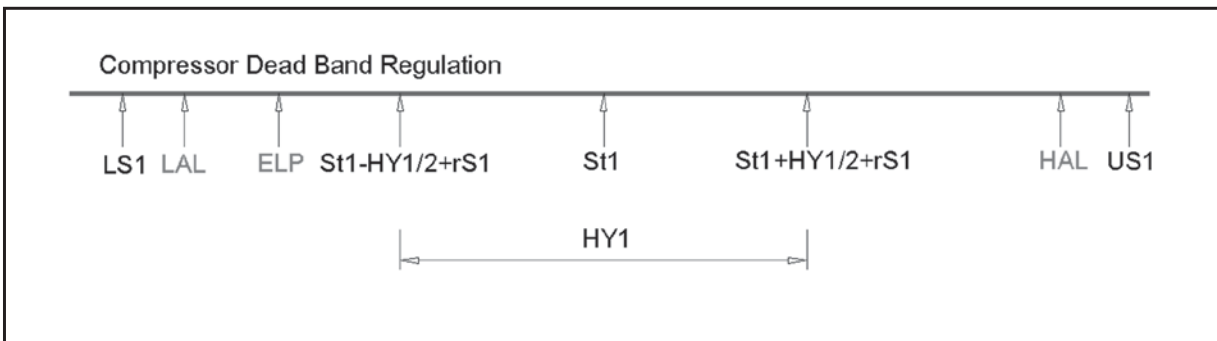 Compressor Dead Band Regulation
LS1 LAL ELP St1-HY1/2+rS1 St1 St1+HY1/2+rS1 HAL US1
HY1